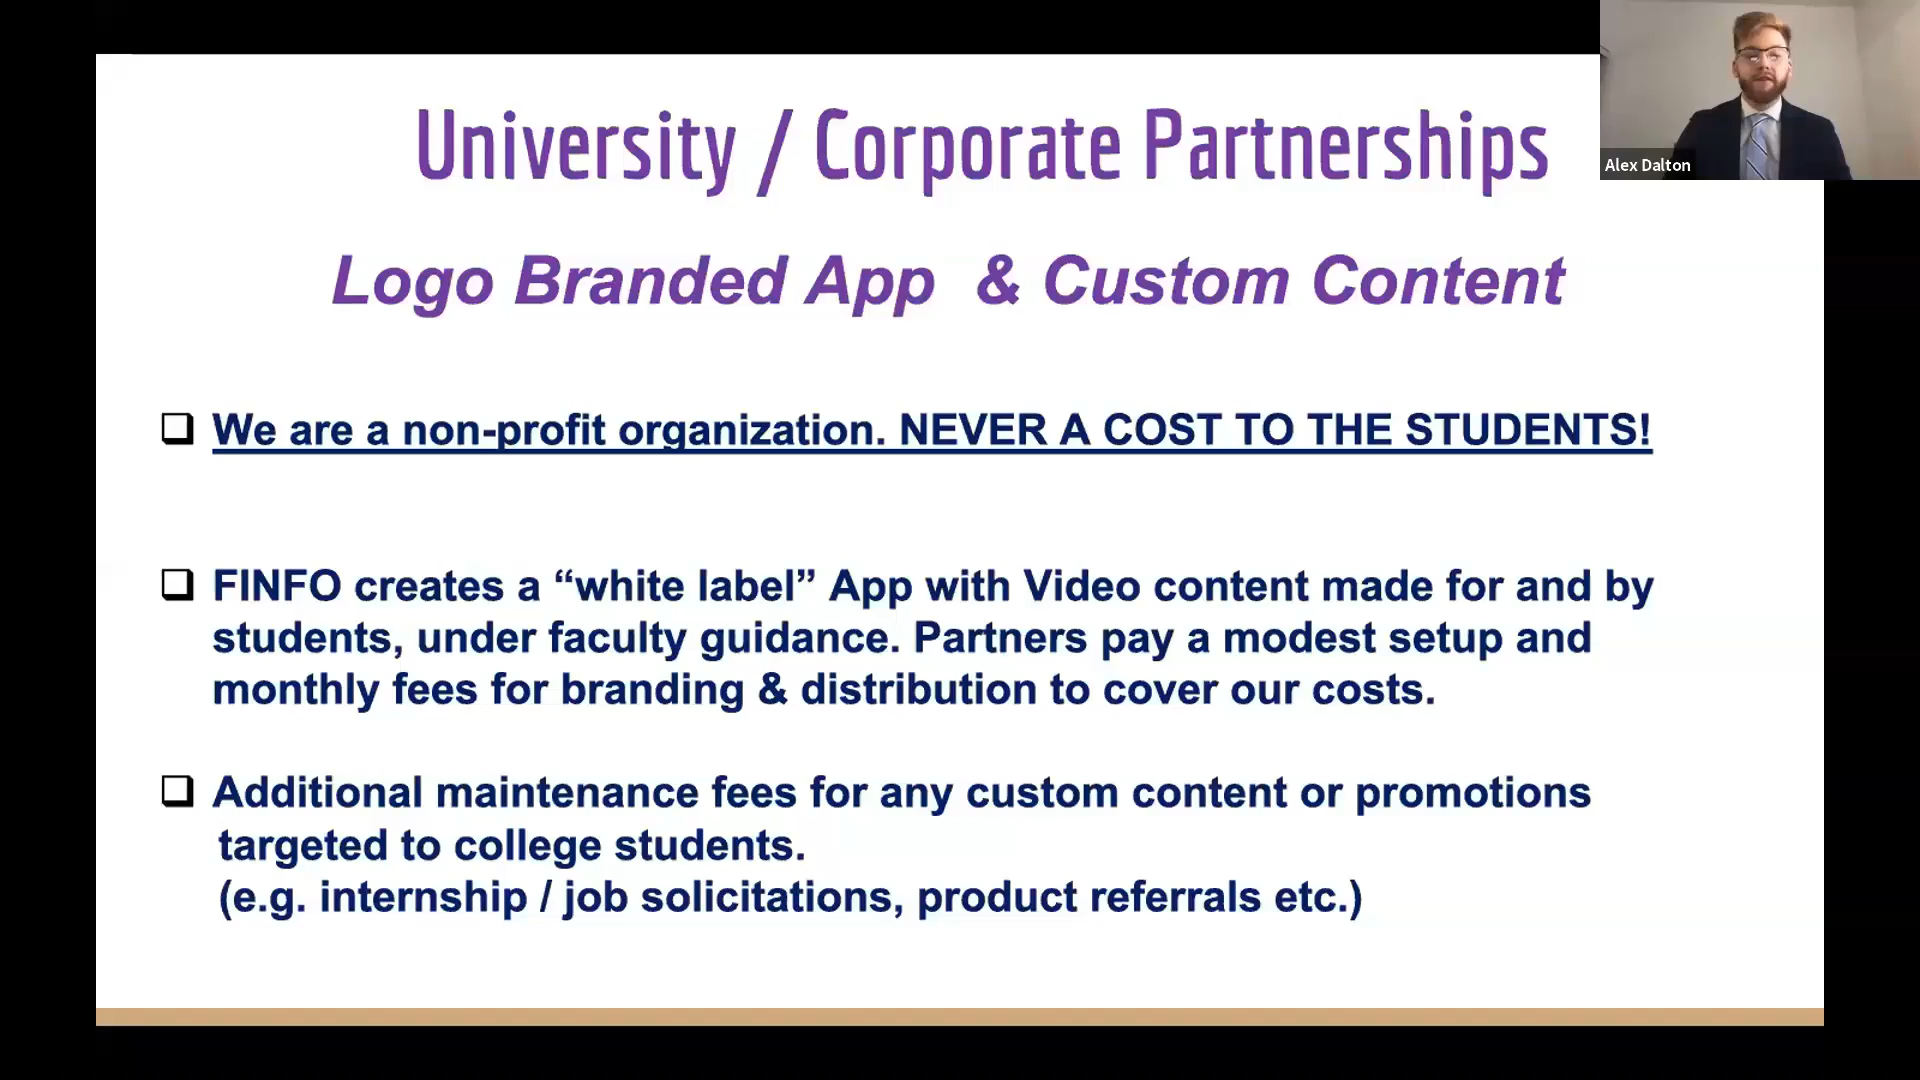 University / Corporate Partnerships
Alex Dalton
Logo Branded App & Custom Content
We are a non-profit organization. NEVER A COST TO THE STUDENTS!
FINFO creates a “white label” App with Video content made for and by
students, under faculty guidance. Partners pay a modest setup and
monthly fees for branding & distribution to cover our costs.
Additional maintenance fees for any custom content or promotions
targeted to college students.
(e.g. internship / job solicitations, product referrals etc.)